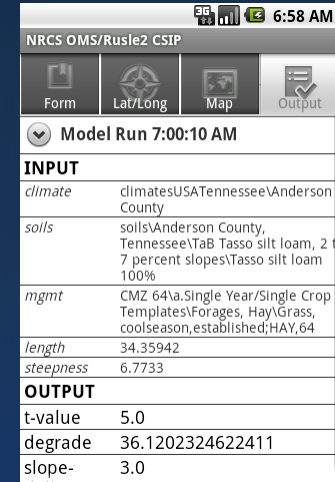 3G 6:58 AM
NRCS OMS/Rusle2 CSIP
Form Lat/Long Map Output
Model Run 7:00:10 AM
INPUT
climate climatesUSATennessee\Anderson
County
soils soils\Anderson County,
Tennessee\TaB Tasso silt loam, 2 t
7 percent slopes\Tasso silt loam
100%
mgmt CMZ 64\a.Single Year/Single Crop
Templates\Forages, Hay\Grass,
coolseason,established;HAY,64
length 34.35942
steepness 6.7733
OUTPUT
t-value 5.0
degrade 36.1202324622411
slope- 3.0